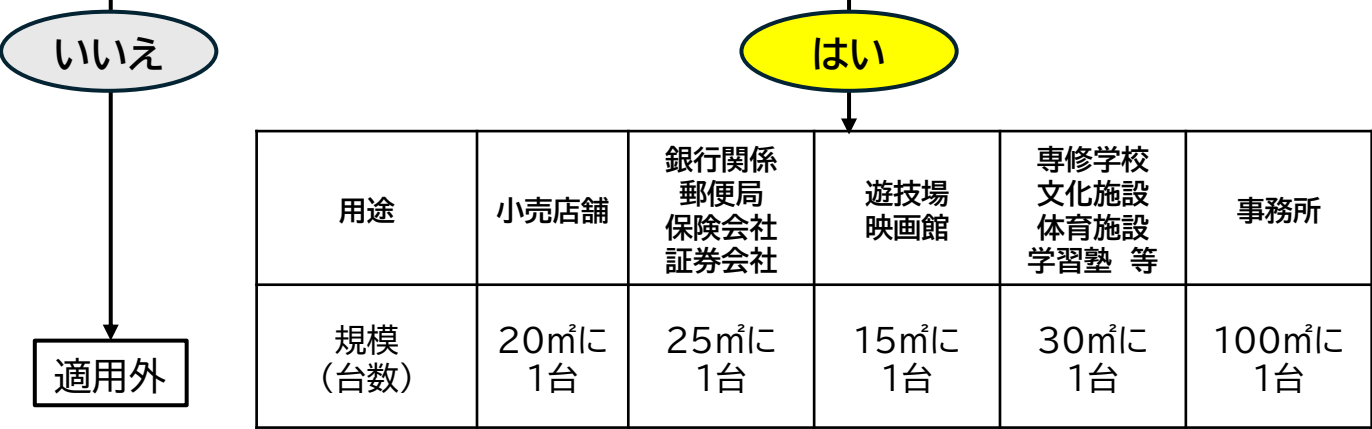 いいえ
はい
用途
小売店舗
銀行関係
郵便局
保険会社
証券会社
遊技場
映画館
専修学校
文化施設
体育施設
学習塾　等
事務所
規模
（台数）
20㎡に
1台
25㎡に
1台
15㎡に
1台
30㎡に
1台
100㎡に
1台
適用外